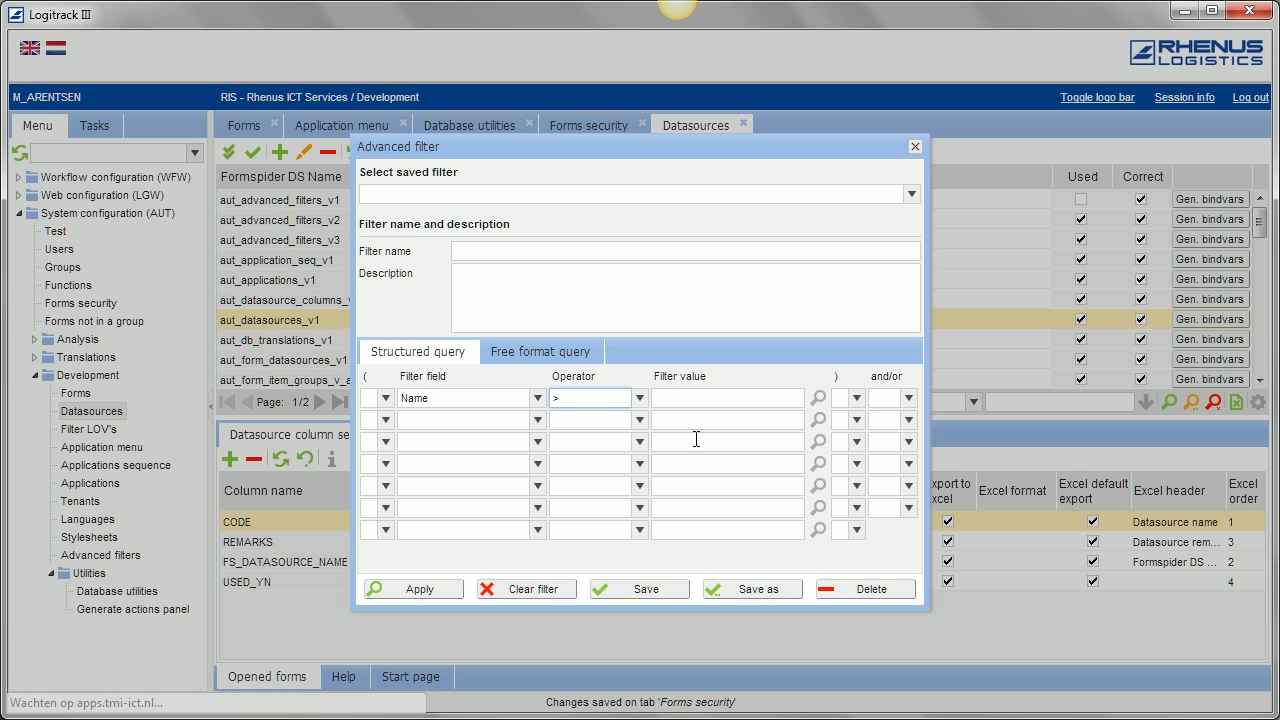 Logitrack III
RHENUS
LOGISTICS
M_ARENTSEN
RIS - Rhenus ICT Services / Development
Toggle logo bar
Session info
Log out
Menu
Tasks
Forms
Application menu
Database utilities
Forms security
Datasources
Workflow configuration (WFW)
Web configuration (LGW)
System configuration (AUT)
Test
Users
Groups
Functions
Forms security
Forms not in a group
Analysis
Translations
Development
Forms
Datasources
Filter LOV's
Application menu
Applications sequence
Applications
Tenants
Languages
Stylesheets
Advanced filters
Utilities
Database utilities
Generate actions panel
Formspider DS Name
aut_advanced_filters_v1
aut_advanced_filters_v2
aut_advanced_filters_v3
aut_application_seq_v1
aut_applications_v1
aut_datasource_columns_
aut_datasources_v1
aut_db_translations_v1
aut_form_datasources_v1
aut_form_item_groups_v_a
Page: 1/2
Used
Correct
Gen. bindvars
Gen. bindvars
Gen. bindvars
Gen. bindvars
Gen. bindvars
Gen. bindvars
Gen. bindvars
Gen. bindvars
Gen. bindvars
Gen. bindvars
Advanced filter
Select saved filter
Filter name and description
Filter name
Description
Structured query
Free format query
( Filter field Operator Filter value ) and/or
Name >
Apply
Clear filter
Save
Save as
Delete
Datasource column se
Column name
xport to
xcel
Excel format
Excel default
export
Excel header
Excel
order
CODE Datasource name 1
REMARKS Datasource rem... 3
FS_DATASOURCE_NAME Formspider DS ... 2
USED_YN 4
Opened forms
Help
Start page
Wachten op apps.tmi-ict.nl...
Changes saved on tab 'Forms security'